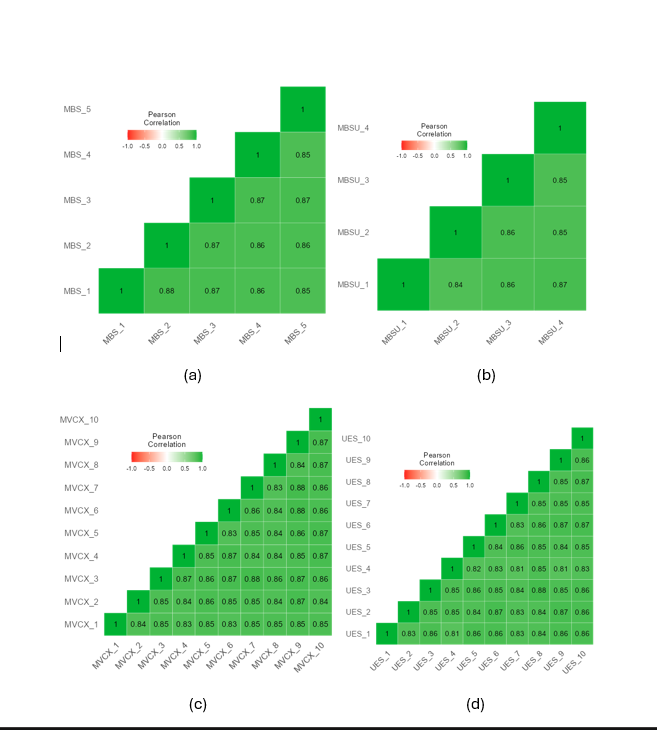 MBS_5 1
Pearson
Correlation
-1.0 -0.5 0.0 0.5 1.0
MBS_4 1 0.85
MBS_3 1 0.87 0.87
MBS_2 1 0.87 0.86 0.86
MBS_1 1 0.88 0.87 0.86 0.85
MBS_1 MBS_2 MBS_3 MBS_4 MBS_5
(a)
MBSU_4 1
Pearson
Correlation
-1.0 -0.5 0.0 0.5 1.0
MBSU_3 1 0.85
MBSU_2 1 0.86 0.85
MBSU_1 1 0.84 0.86 0.87
MBSU_1 MBSU_2 MBSU_3 MBSU_4
(b)
MVCX_10 1
Pearson
Correlation
-1.0 -0.5 0.0 0.5 1.0
MVCX_9 1 0.87
MVCX_8 1 0.84 0.87
MVCX_7 1 0.83 0.88 0.86
MVCX_6 1 0.86 0.84 0.88 0.86
MVCX_5 1 0.83 0.85 0.84 0.86 0.87
MVCX_4 1 0.85 0.87 0.84 0.84 0.85 0.87
MVCX_3 1 0.87 0.86 0.87 0.88 0.86 0.87 0.86
MVCX_2 1 0.85 0.84 0.86 0.85 0.85 0.84 0.87 0.84
MVCX_1 1 0.84 0.85 0.83 0.85 0.83 0.85 0.85 0.85 0.85
MVCX_1 MVCX_2 MVCX_3 MVCX_4 MVCX_5 MVCX_6 MVCX_7 MVCX_8 MVCX_9 MVCX_10
(c)
UES_10 1
Pearson
Correlation
-1.0 -0.5 0.0 0.5 1.0
UES_9 1 0.86
UES_8 1 0.85 0.87
UES_7 1 0.85 0.85 0.85
UES_6 1 0.83 0.86 0.87 0.87
UES_5 1 0.84 0.86 0.85 0.84 0.85
UES_4 1 0.82 0.83 0.81 0.85 0.81 0.83
UES_3 1 0.85 0.86 0.85 0.84 0.88 0.85 0.86
UES_2 1 0.85 0.85 0.84 0.87 0.83 0.84 0.87 0.86
UES_1 1 0.83 0.86 0.81 0.86 0.86 0.83 0.84 0.86 0.86
UES_1 UES_2 UES_3 UES_4 UES_5 UES_6 UES_7 UES_8 UES_9 UES_10
(d)